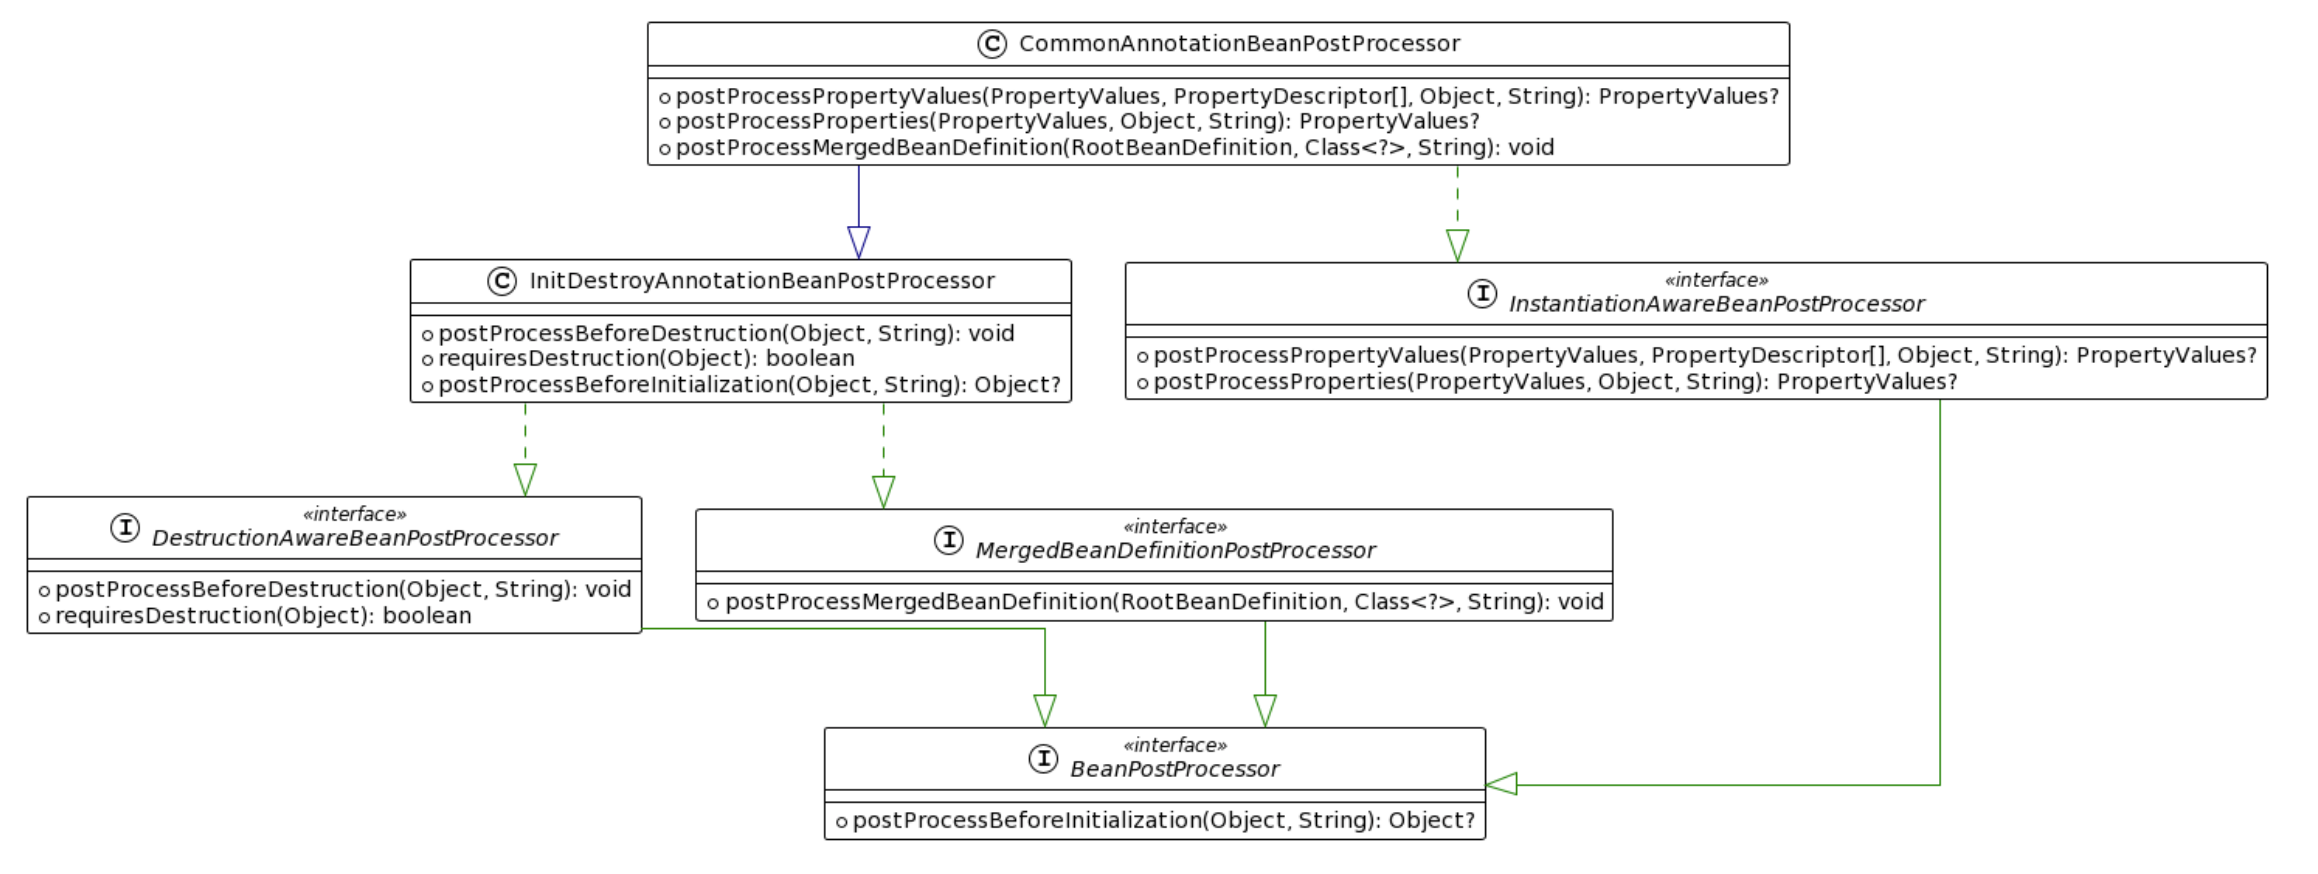 C CommonAnnotationBeanPostProcessor
postProcessPropertyValues(PropertyValues, PropertyDescriptor[], Object, String): PropertyValues?
postProcessProperties(PropertyValues, Object, String): PropertyValues?
postProcessMergedBeanDefinition(RootBeanDefinition, Class<?>, String): void
C InitDestroyAnnotationBeanPostProcessor
postProcessBeforeDestruction(Object, String): void
requiresDestruction(Object): boolean
postProcessBeforeInitialization(Object, String): Object?
«interface»
I InstantiationAwareBeanPostProcessor
postProcessPropertyValues(PropertyValues, PropertyDescriptor[], Object, String): PropertyValues?
postProcessProperties(PropertyValues, Object, String): PropertyValues?
«interface»
I DestructionAwareBeanPostProcessor
postProcessBeforeDestruction(Object, String): void
requiresDestruction(Object): boolean
«interface»
I MergedBeanDefinitionPostProcessor
postProcessMergedBeanDefinition(RootBeanDefinition, Class<?>, String): void
«interface»
I BeanPostProcessor
postProcessBeforeInitialization(Object, String): Object?